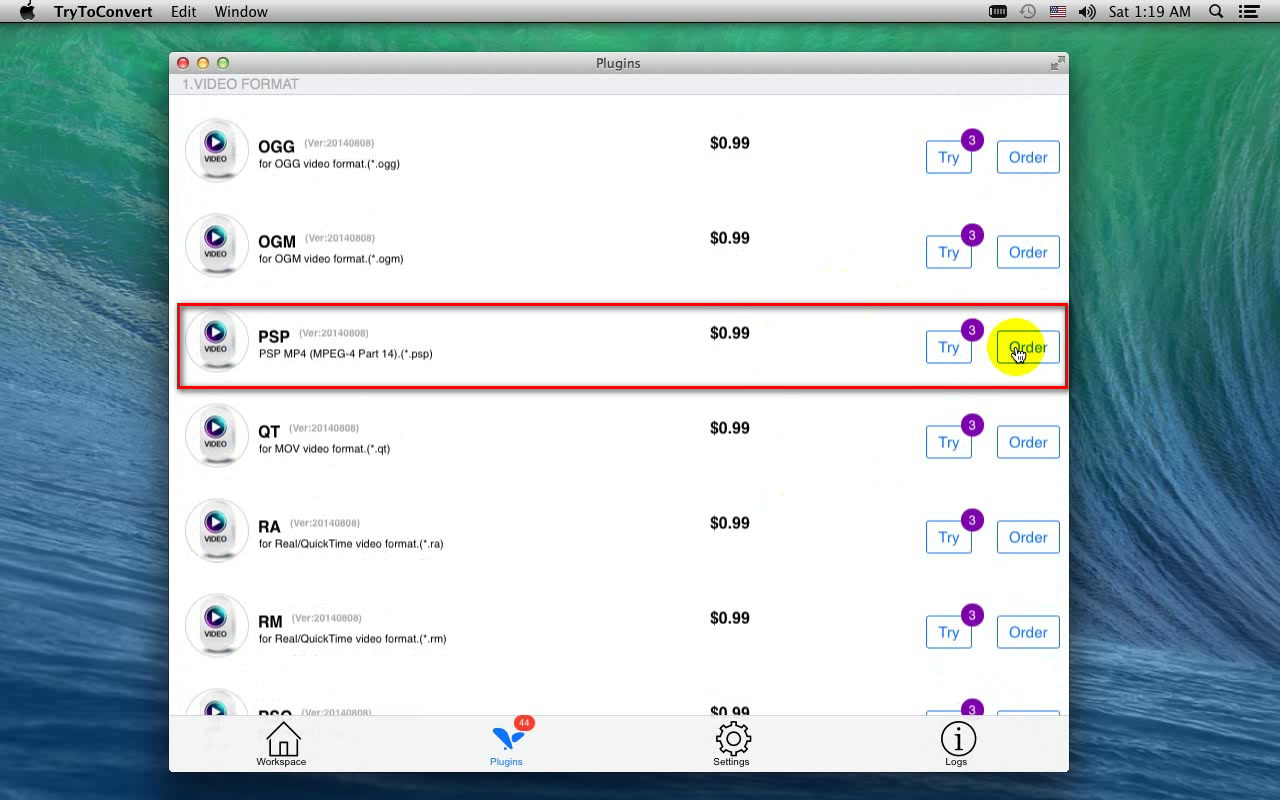 TryToConvert Edit Window Sat 1:19 AM
Plugins
1.VIDEO FORMAT
VIDEO OGG (Ver:20140808) $0.99 Try 3 Order
for OGG video format.(*.ogg)
VIDEO OGM (Ver:20140808) $0.99 Try 3 Order
for OGM video format.(*.ogm)
VIDEO PSP (Ver:20140808) $0.99 Try 3 Order
PSP MP4 (MPEG-4 Part 14).(*.psp)
VIDEO QT (Ver:20140808) $0.99 Try 3 Order
for MOV video format.(*.qt)
VIDEO RA (Ver:20140808) $0.99 Try 3 Order
for Real/QuickTime video format.(*.ra)
VIDEO RM (Ver:20140808) $0.99 Try 3 Order
for Real/QuickTime video format.(*.rm)
(Ver:20140808) $0.99 3
44
Workspace Plugins Settings Logs